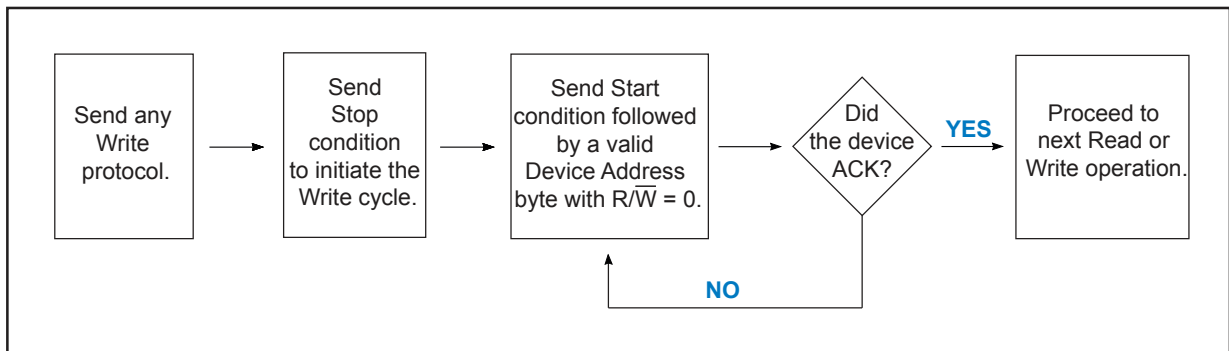 Send any
Write
protocol.
Send
Stop
condition
to initiate the
Write cycle.
Send Start
condition followed
by a valid
Device Address
byte with R/W̅ = 0.
Did
the device
ACK?
YES
Proceed to
next Read or
Write operation.
NO